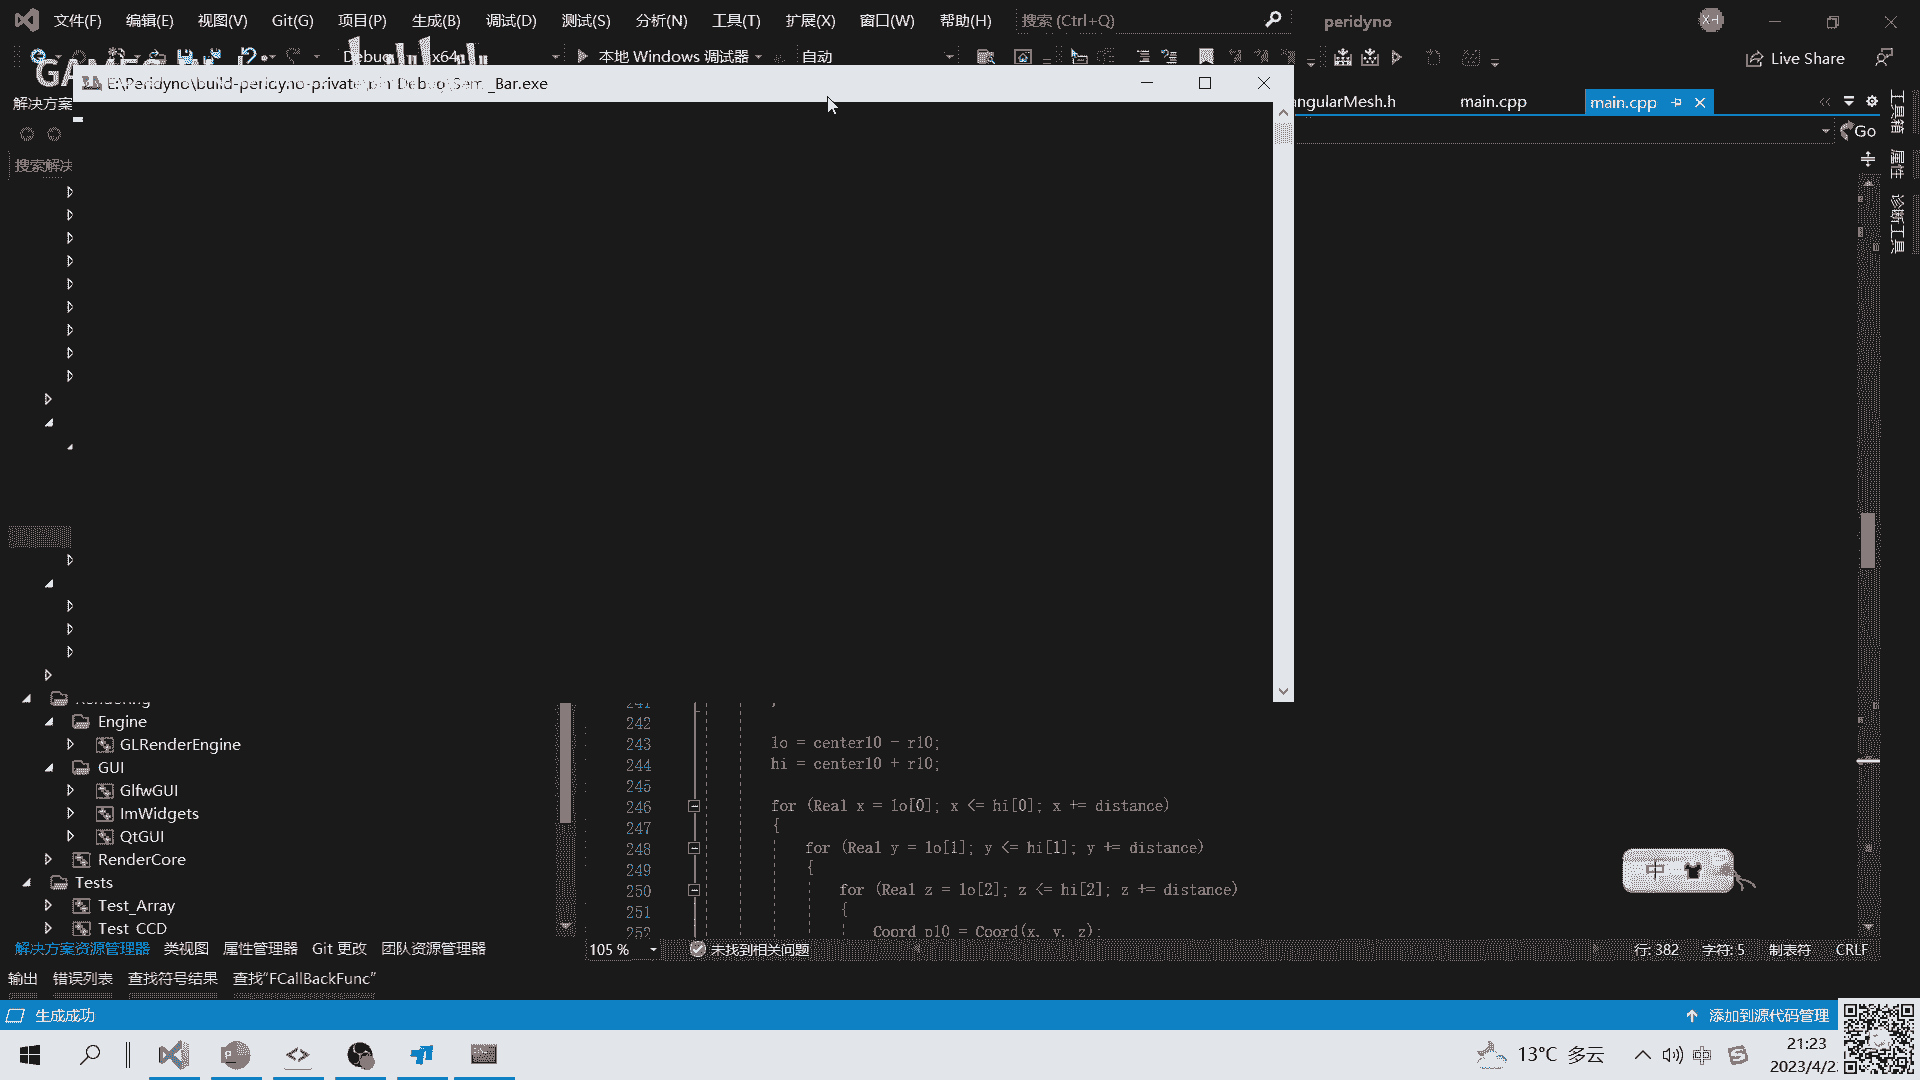 文件(F) 编辑(E) 视图(V) Git(G) 项目(P) 生成(B) 调试(D) 测试(S) 分析(N) 工具(T) 扩展(X) 窗口(W) 帮助(H) 搜索 (Ctrl+Q) peridyno XH
Debug x64 本地 Windows 调试器 自动 Live Share
E:\Peridyno\build-peridyno-private\bin
_Bar.exe
解决方案 angularMesh.h main.cpp main.cpp
Go
搜索解决
工具箱
属性
诊断工具
Engine
GLRenderEngine
GUI
GlfwGUI
ImWidgets
QtGUI
RenderCore
Tests
Test_Array
Test_CCD
241
242
243 lo = center10 - r10;
244 hi = center10 + r10;
245
246 for (Real x = lo[0]; x <= hi[0]; x += distance)
247 {
248 for (Real y = lo[1]; y <= hi[1]; y += distance)
249 {
250 for (Real z = lo[2]; z <= hi[2]; z += distance)
251 {
252 Coord p10 = Coord(x, y, z);
解决方案资源管理器 类视图 属性管理器 Git 更改 团队资源管理器
105 % 未找到相关问题 行: 382 字符: 5 制表符 CRLF
输出 错误列表 查找符号结果 查找"FCallBackFunc"
生成成功 添加到源代码管理
中
13°C 多云 中 21:23
2023/4/2